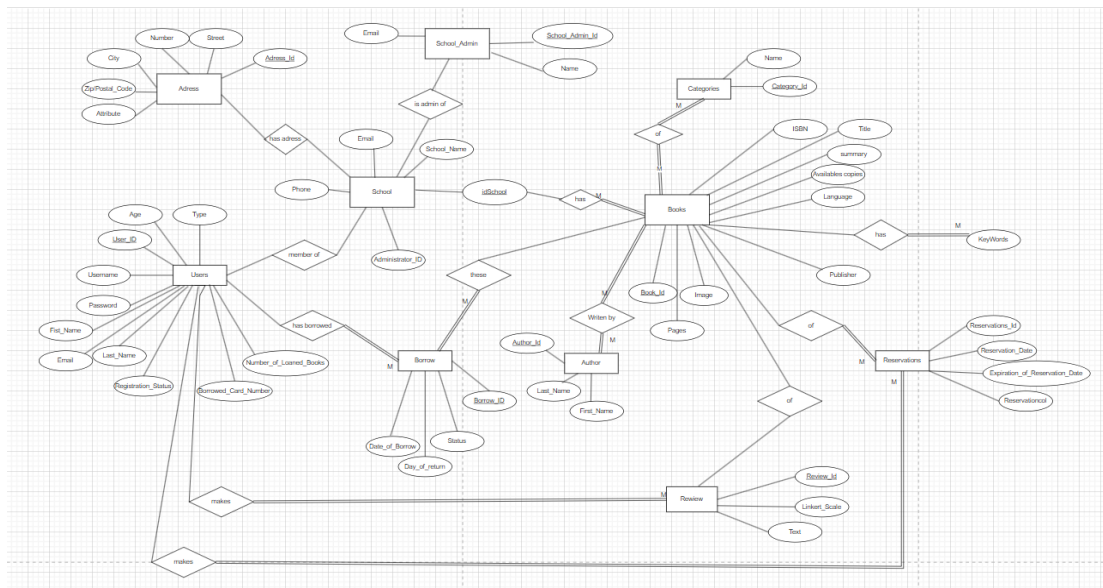 Number
Street
City
Adress_Id
Zip/Postal_Code
Adress
Attribute
Email
School_Admin
School_Admin_Id
Name
is admin of
has adress
Email
School_Name
Phone
School
idSchool
Administrator_ID
Name
Categories
Category_Id
M
of
M
ISBN
Title
summary
Availables copies
Language
has
M
Books
has
M
KeyWords
Publisher
Age
Type
User_ID
member of
Username
Users
Password
Fist_Name
Email
Last_Name
Registration_Status
Borrowed_Card_Number
Number_of_Loaned_Books
has borrowed
M
these
M
Borrow
Borrow_ID
Date_of_Borrow
Status
Day_of_return
M
Book_Id
Image
Pages
Writen by
M
Author_Id
Author
Last_Name
First_Name
of
M
Reservations
M
Reservations_Id
Reservation_Date
Expiration_of_Reservation_Date
Reservationcol
of
makes
M
Rewiew
Review_Id
Linkert_Scale
Text
makes